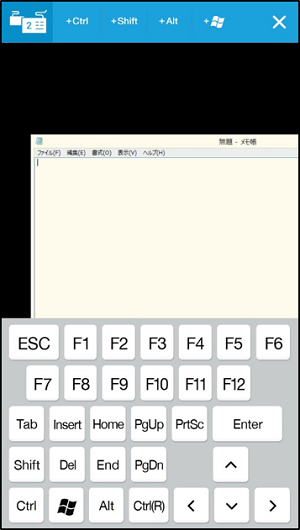 2 +Ctrl +Shift +Alt +
無題 - メモ帳
ファイル(F) 編集(E) 書式(O) 表示(V) ヘルプ(H)
ESC F1 F2 F3 F4 F5 F6
F7 F8 F9 F10 F11 F12
Tab Insert Home PgUp PrtSc Enter
Shift Del End PgDn
Ctrl Alt Ctrl(R)